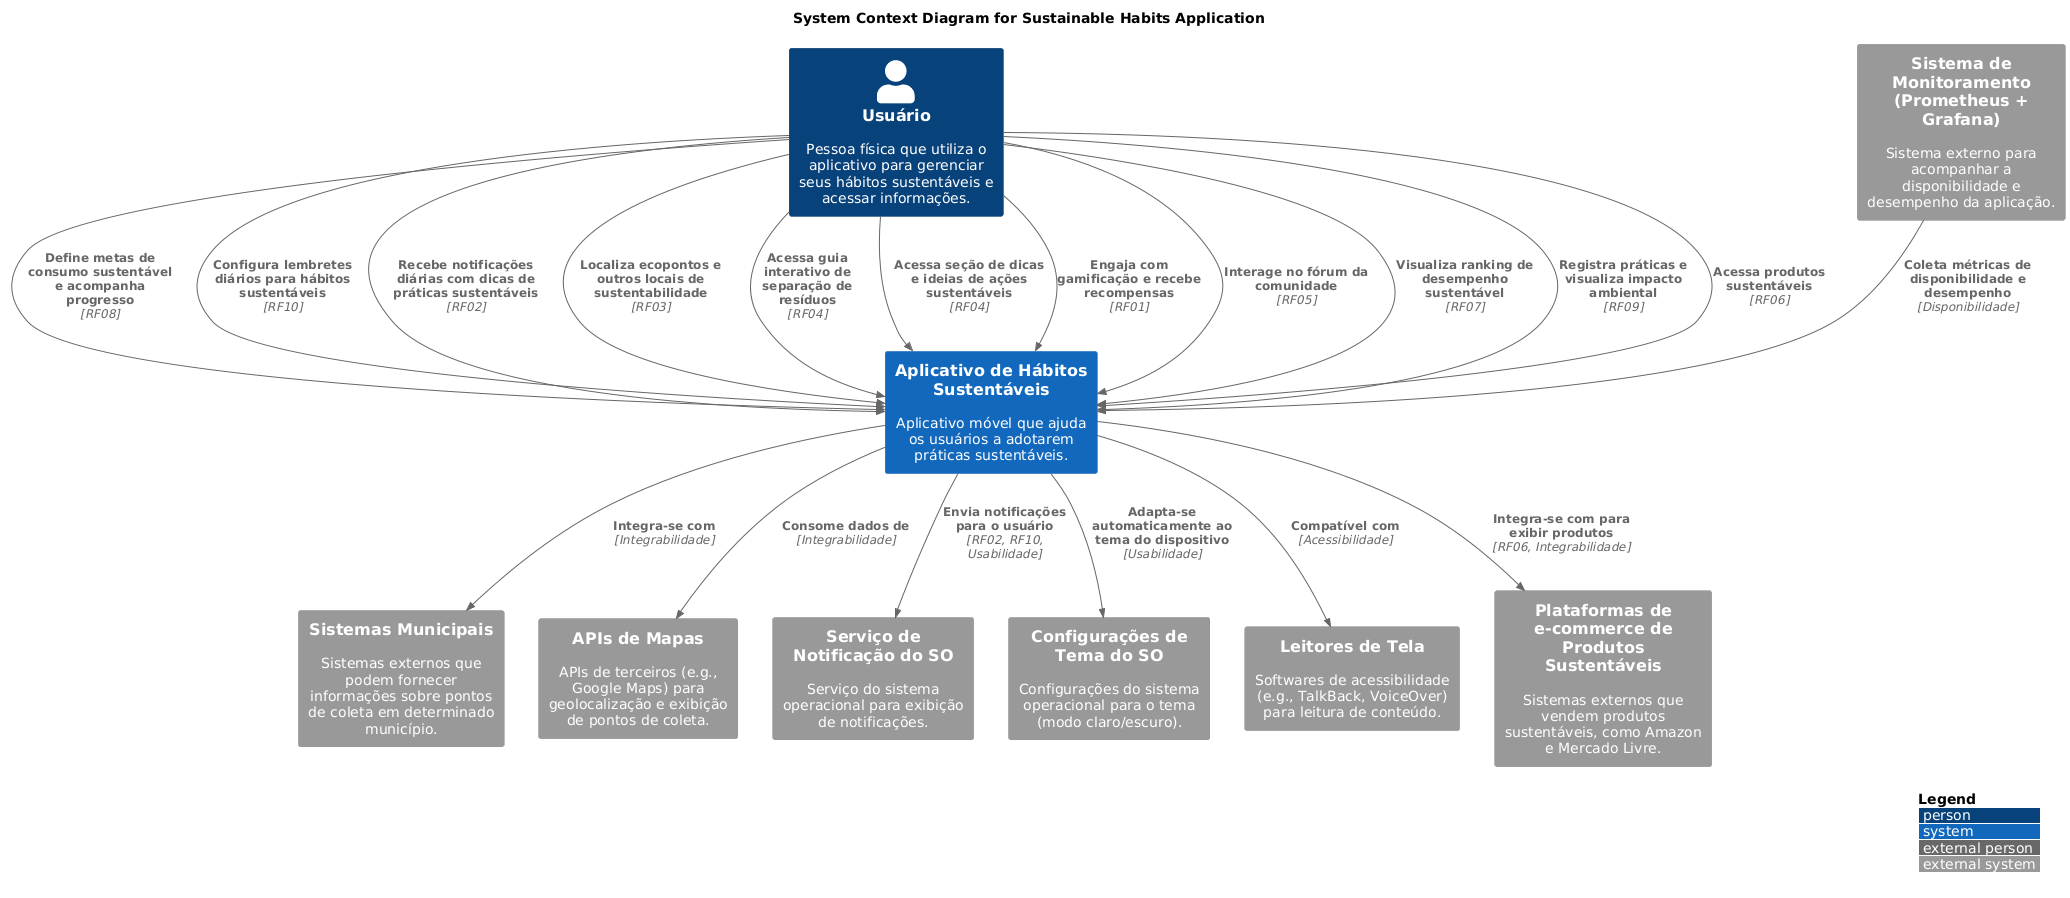 System Context Diagram for Sustainable Habits Application
Usuário
Pessoa física que utiliza o
aplicativo para gerenciar
seus hábitos sustentáveis e
acessar informações.
Sistema de
Monitoramento
(Prometheus +
Grafana)
Sistema externo para
acompanhar a
disponibilidade e
desempenho da aplicação.
Define metas de
consumo sustentável
e acompanha
progresso
[RF08]
Configura lembretes
diários para hábitos
sustentáveis
[RF10]
Recebe notificações
diárias com dicas de
práticas sustentáveis
[RF02]
Localiza ecopontos e
outros locais de
sustentabilidade
[RF03]
Acessa guia
interativo de
separação de
resíduos
[RF04]
Acessa seção de dicas
e ideias de ações
sustentáveis
[RF04]
Engaja com
gamificação e recebe
recompensas
[RF01]
Interage no fórum da
comunidade
[RF05]
Visualiza ranking de
desempenho
sustentável
[RF07]
Registra práticas e
visualiza impacto
ambiental
[RF09]
Acessa produtos
sustentáveis
[RF06]
Coleta métricas de
disponibilidade e
desempenho
[Disponibilidade]
Aplicativo de Hábitos
Sustentáveis
Aplicativo móvel que ajuda
os usuários a adotarem
práticas sustentáveis.
Integra-se com
[Integrabilidade]
Consome dados de
[Integrabilidade]
Envia notificações
para o usuário
[RF02, RF10,
Usabilidade]
Adapta-se
automaticamente ao
tema do dispositivo
[Usabilidade]
Compatível com
[Acessibilidade]
Integra-se com para
exibir produtos
[RF06, Integrabilidade]
Sistemas Municipais
Sistemas externos que
podem fornecer
informações sobre pontos
de coleta em determinado
município.
APIs de Mapas
APIs de terceiros (e.g.,
Google Maps) para
geolocalização e exibição
de pontos de coleta.
Serviço de
Notificação do SO
Serviço do sistema
operacional para exibição
de notificações.
Configurações de
Tema do SO
Configurações do sistema
operacional para o tema
(modo claro/escuro).
Leitores de Tela
Softwares de acessibilidade
(e.g., TalkBack, VoiceOver)
para leitura de conteúdo.
Plataformas de
e-commerce de
Produtos
Sustentáveis
Sistemas externos que
vendem produtos
sustentáveis, como Amazon
e Mercado Livre.
Legend
person
system
external person
external system